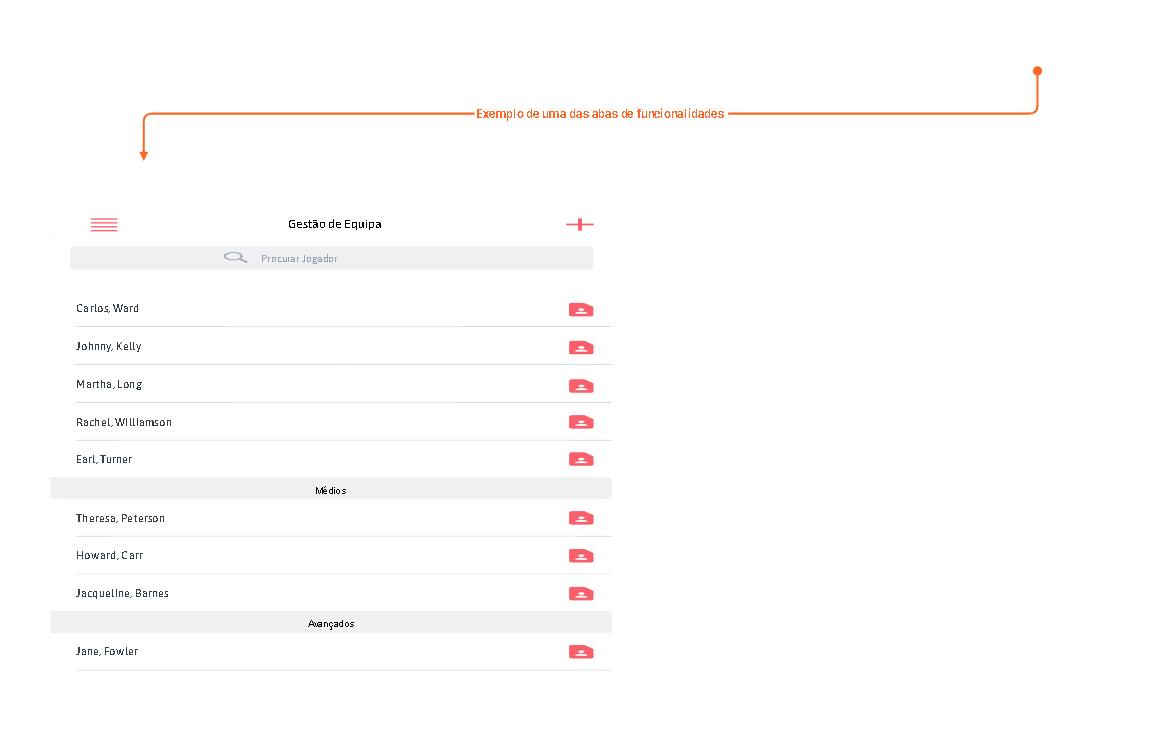 Exemplo de uma das abas de funcionalidades
Gestão de Equipa
Procurar Jogador
Carlos, Ward
Johnny, Kelly
Martha, Long
Rachel, Williamson
Earl, Turner
Médios
Theresa, Peterson
Howard, Carr
Jacqueline, Barnes
Avançados
Jane, Fowler